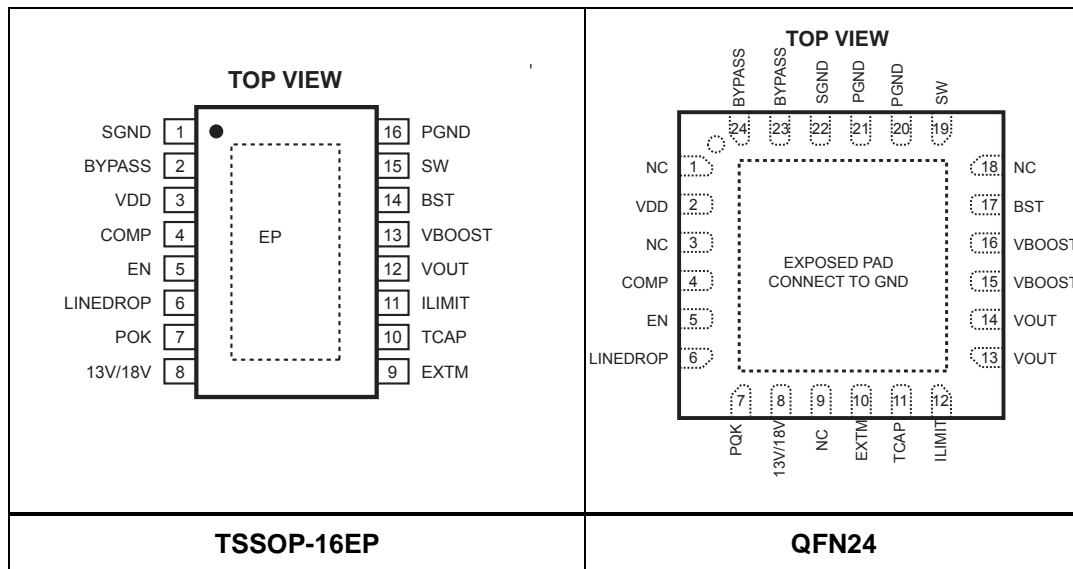 TOP VIEW
SGND 1
BYPASS 2
VDD 3
COMP 4
EN 5
LINEDROP 6
POK 7
13V/18V 8
EP
16 PGND
15 SW
14 BST
13 VBOOST
12 VOUT
11 ILIMIT
10 TCAP
9 EXTM
TSSOP-16EP
TOP VIEW
BYPASS
BYPASS
SGND
PGND
PGND
SW
24 23 22 21 20 19
NC 1
VDD 2
NC 3
COMP 4
EN 5
LINEDROP 6
EXPOSED PAD
CONNECT TO GND
18 NC
17 BST
16 VBOOST
15 VBOOST
14 VOUT
13 VOUT
7 8 9 10 11 12
PQK
13V/18V
NC
EXTM
TCAP
ILIMIT
QFN24